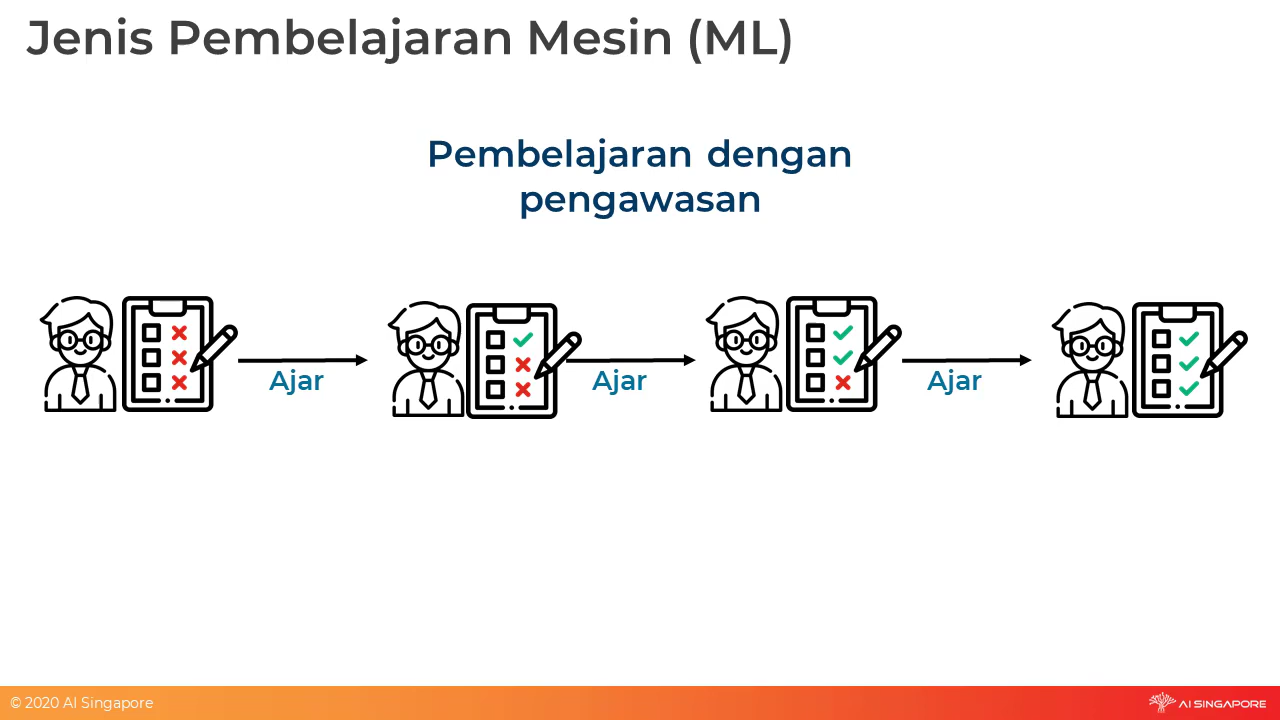 Jenis Pembelajaran Mesin (ML)
Pembelajaran dengan
pengawasan
Ajar
Ajar
Ajar
© 2020 AI Singapore
AI SINGAPORE